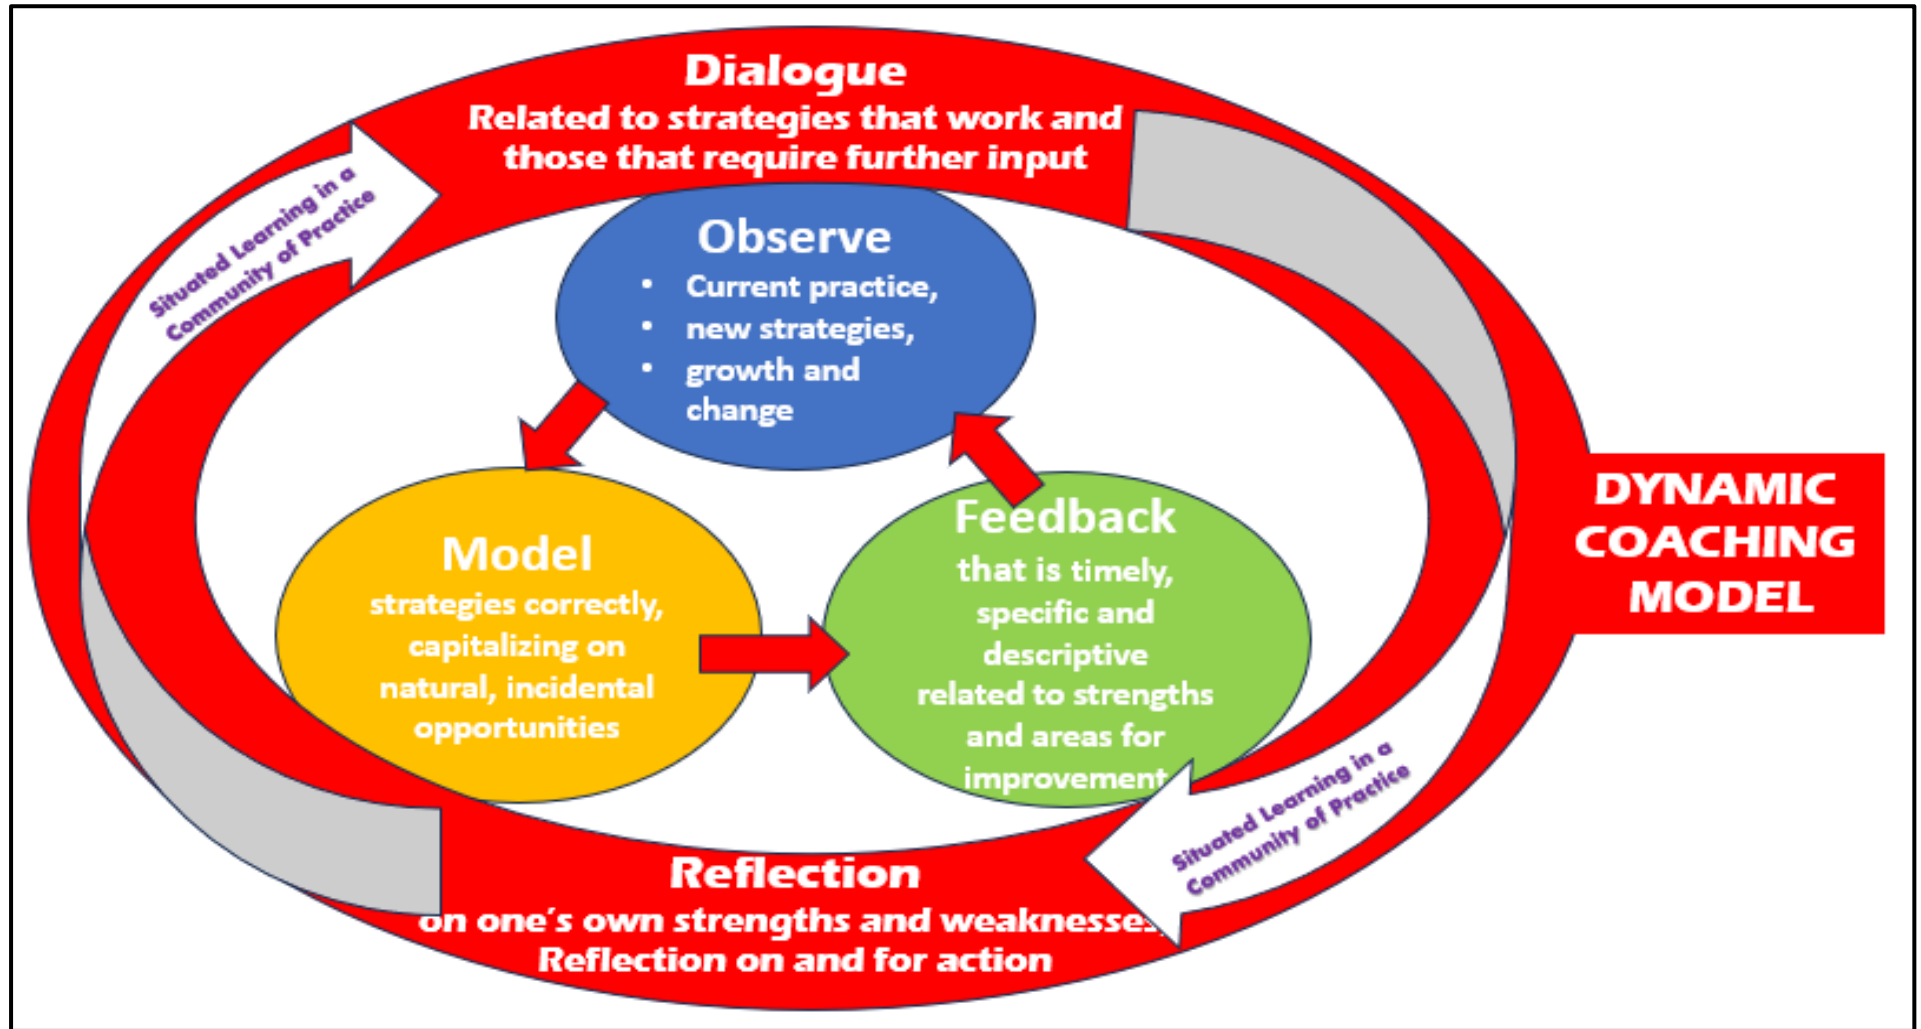 Dialogue
Related to strategies that work and
those that require further input
Situated Learning in a
Community of Practice
Observe
• Current practice,
• new strategies,
• growth and
change
Model
strategies correctly,
capitalizing on
natural, incidental
opportunities
Feedback
that is timely,
specific and
descriptive
related to strengths
and areas for
improvement
DYNAMIC
COACHING
MODEL
Situated Learning in a
Community of Practice
Reflection
on one’s own strengths and weaknesses,
Reflection on and for action